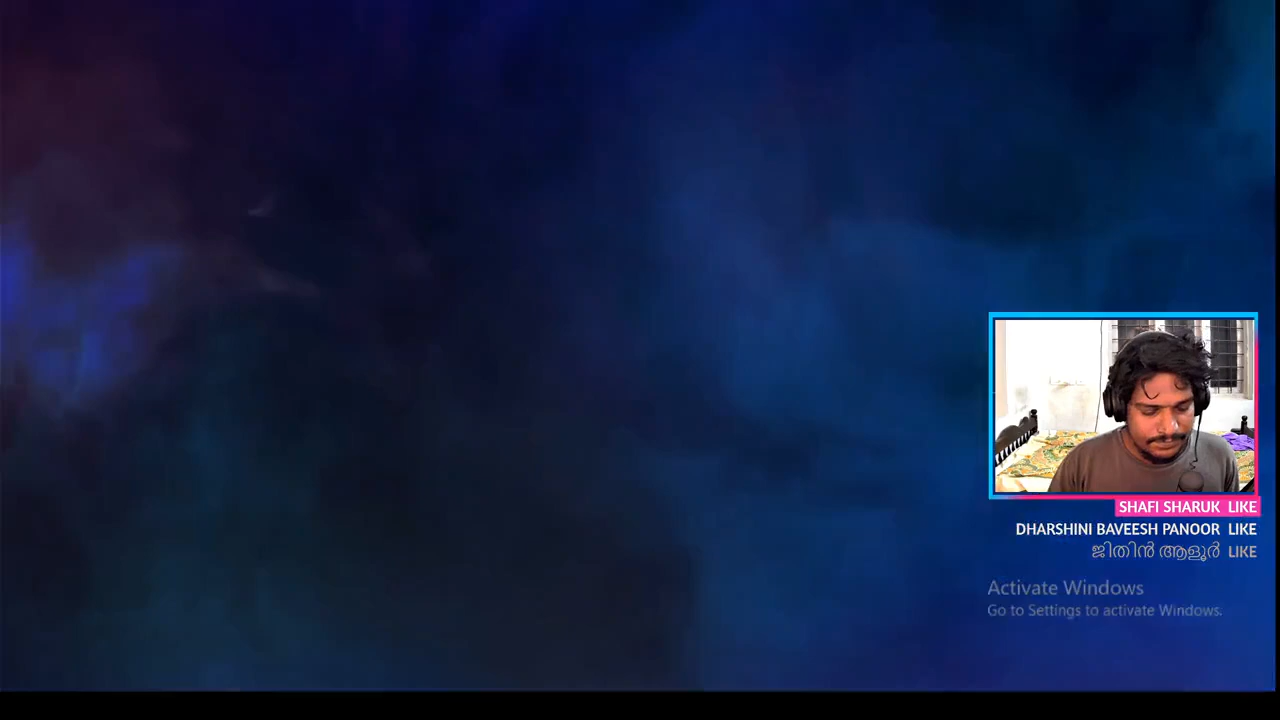 SHAFI SHARUK LIKE
DHARSHINI BAVEESH PANOOR LIKE
ജിതിൻ ആളൂർ LIKE
Activate Windows
Go to Settings to activate Windows.